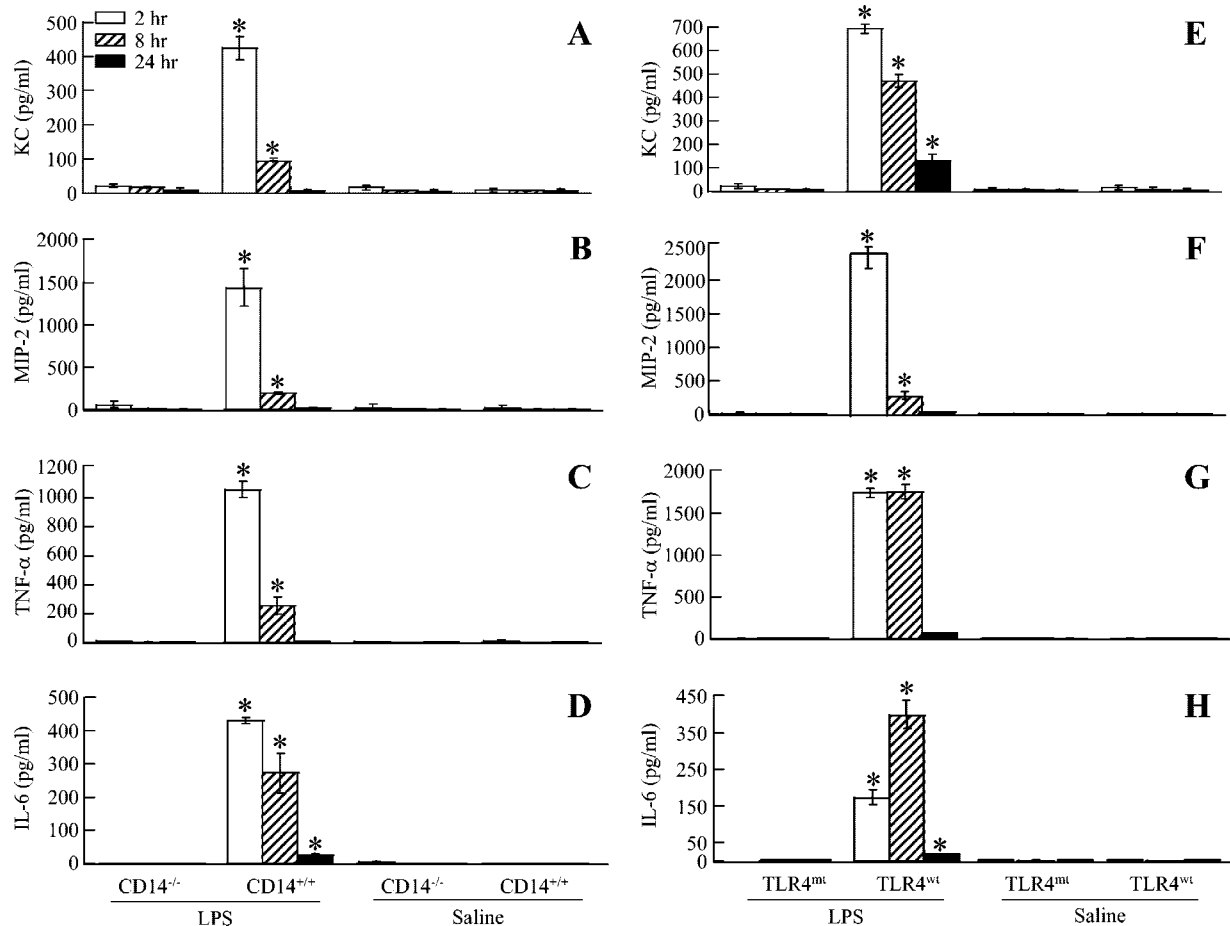 2 hr
8 hr
24 hr
A
KC (pg/ml)
500
400
300
200
100
0
B
MIP-2 (pg/ml)
2000
1500
1000
500
0
C
TNF-α (pg/ml)
1200
1000
800
600
400
200
0
D
IL-6 (pg/ml)
500
400
300
200
100
0
CD14-/- CD14+/+ CD14-/- CD14+/+
LPS Saline
E
KC (pg/ml)
700
600
500
400
300
200
100
0
F
MIP-2 (pg/ml)
2500
2000
1500
1000
500
0
G
TNF-α (pg/ml)
2000
1500
1000
500
0
H
IL-6 (pg/ml)
450
350
250
150
50
0
TLR4mt TLR4wt TLR4mt TLR4wt
LPS Saline
* * 
* *
* *
* * *
* * *
* *
* *
* * *